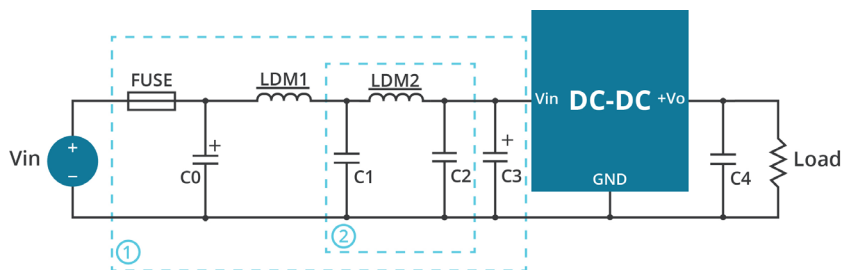 FUSE
LDM1
LDM2
Vin
+
−
+
C0
C1
C2
+
C3
Vin
DC-DC
+Vo
GND
C4
Load
1
2